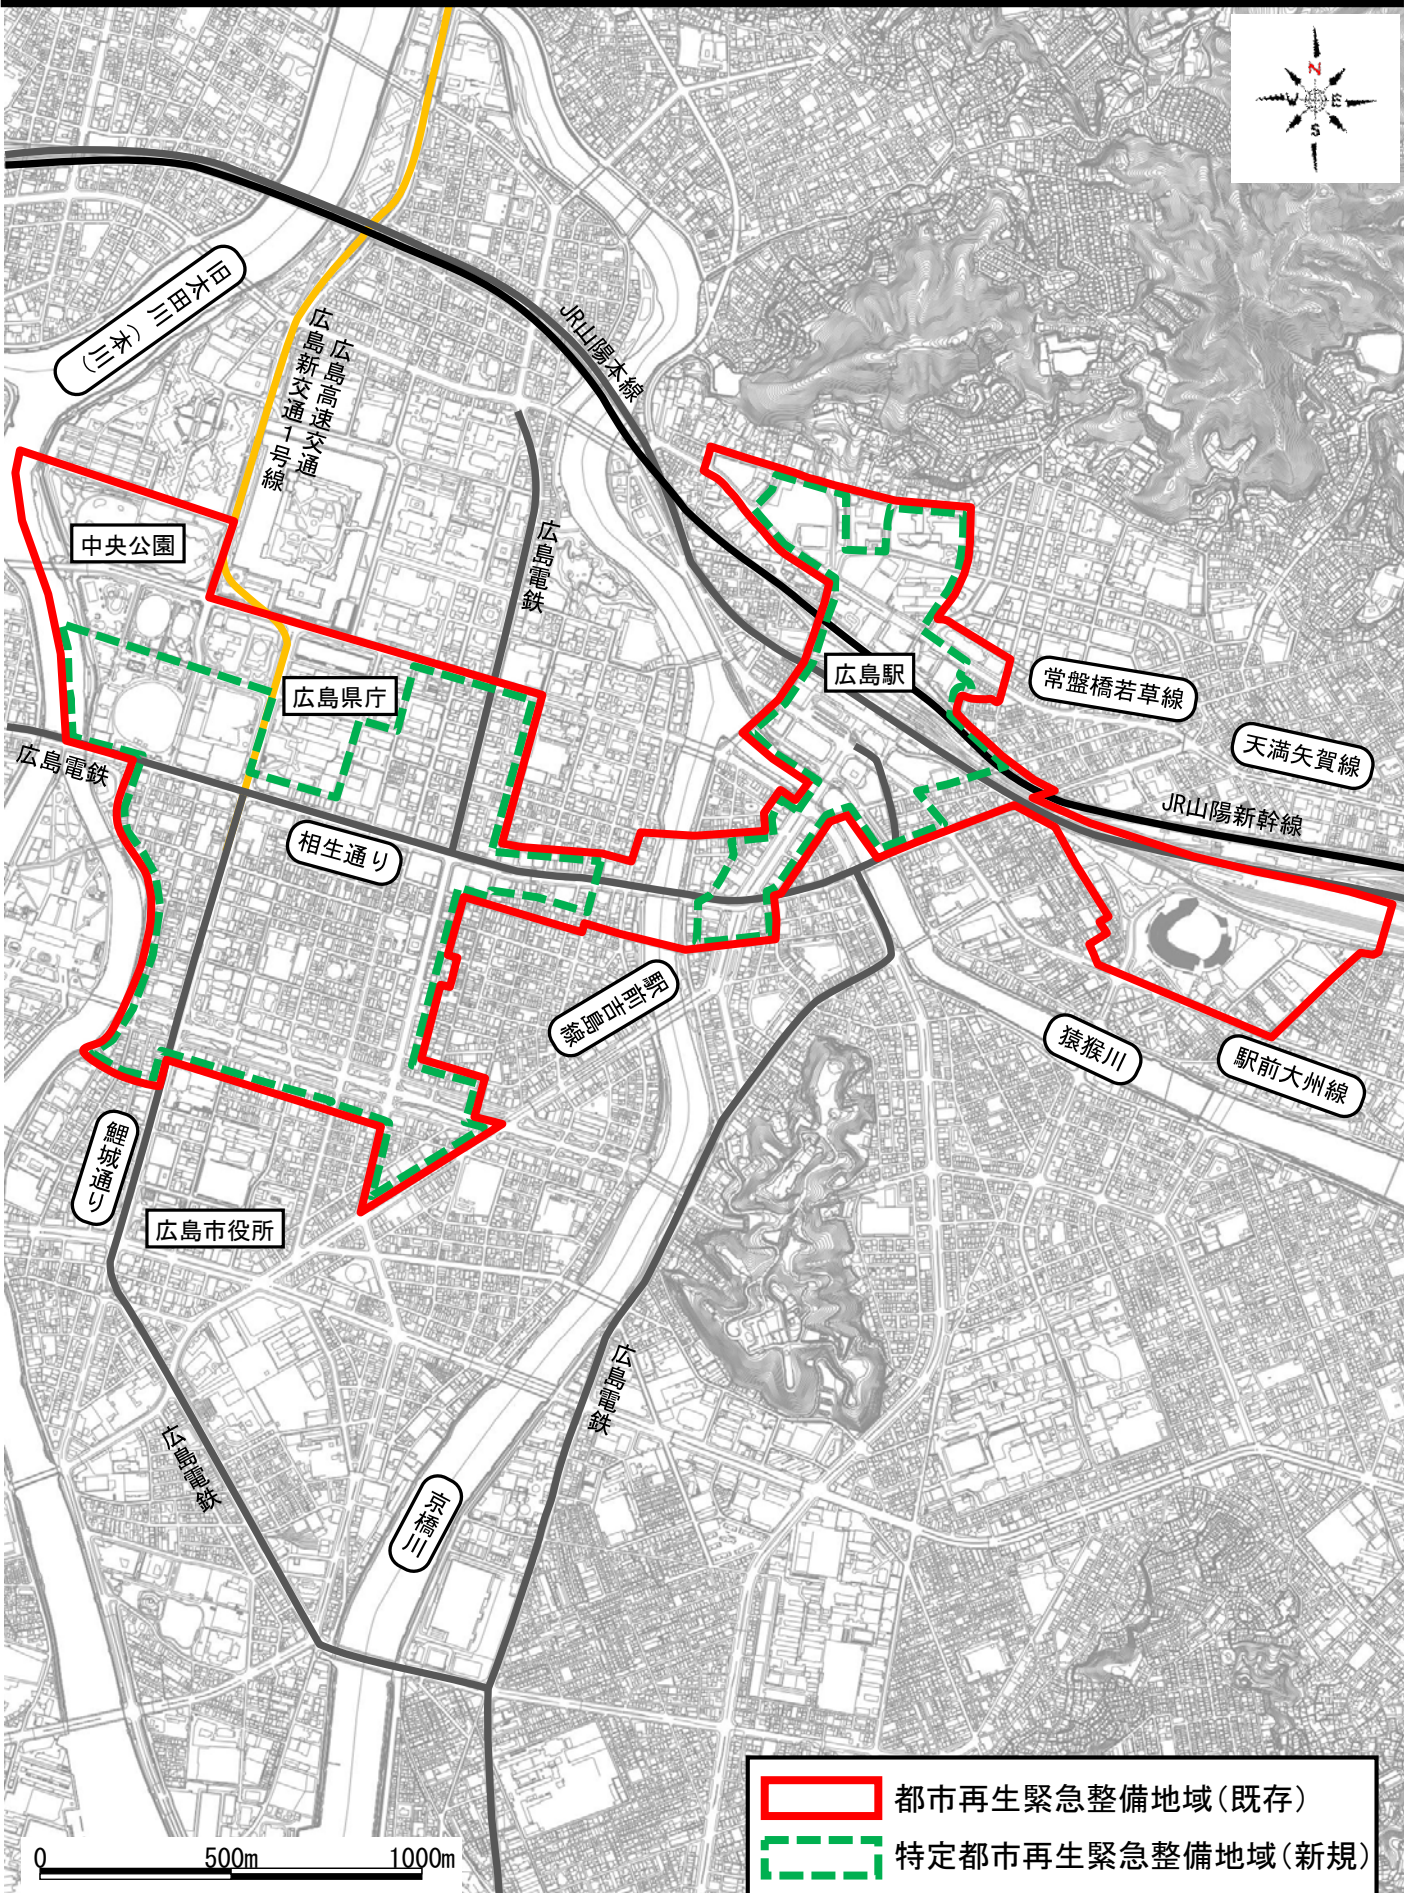 N
W
E
S
旧太田川(本川)
広島高速交通
広島新交通1号線
JR山陽本線
広島電鉄
中央公園
広島県庁
広島駅
常盤橋若草線
天満矢賀線
広島電鉄
JR山陽新幹線
相生通り
駅前吉島線
猿猴川
駅前大州線
鯉城通り
広島市役所
広島電鉄
広島電鉄
京橋川
都市再生緊急整備地域(既存)
特定都市再生緊急整備地域(新規)
0 500m 1000m